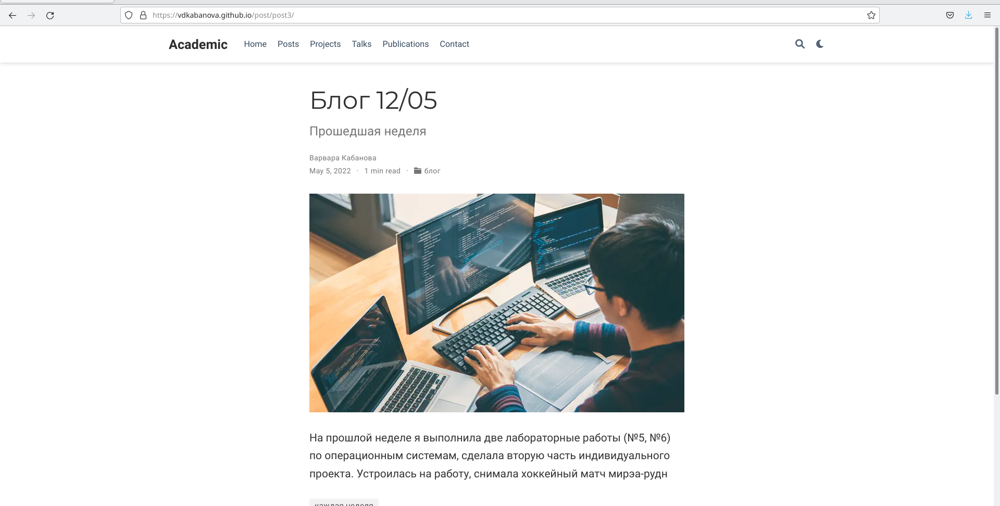 https://vdkabanova.github.io/post/post3/
Academic Home Posts Projects Talks Publications Contact
Блог 12/05
Прошедшая неделя
Варвара Кабанова
May 5, 2022 · 1 min read · блог
На прошлой неделе я выполнила две лабораторные работы (№5, №6)
по операционным системам, сделала вторую часть индивидуального
проекта. Устроилась на работу, снимала хоккейный матч мирэа-рудн
каждая неделя